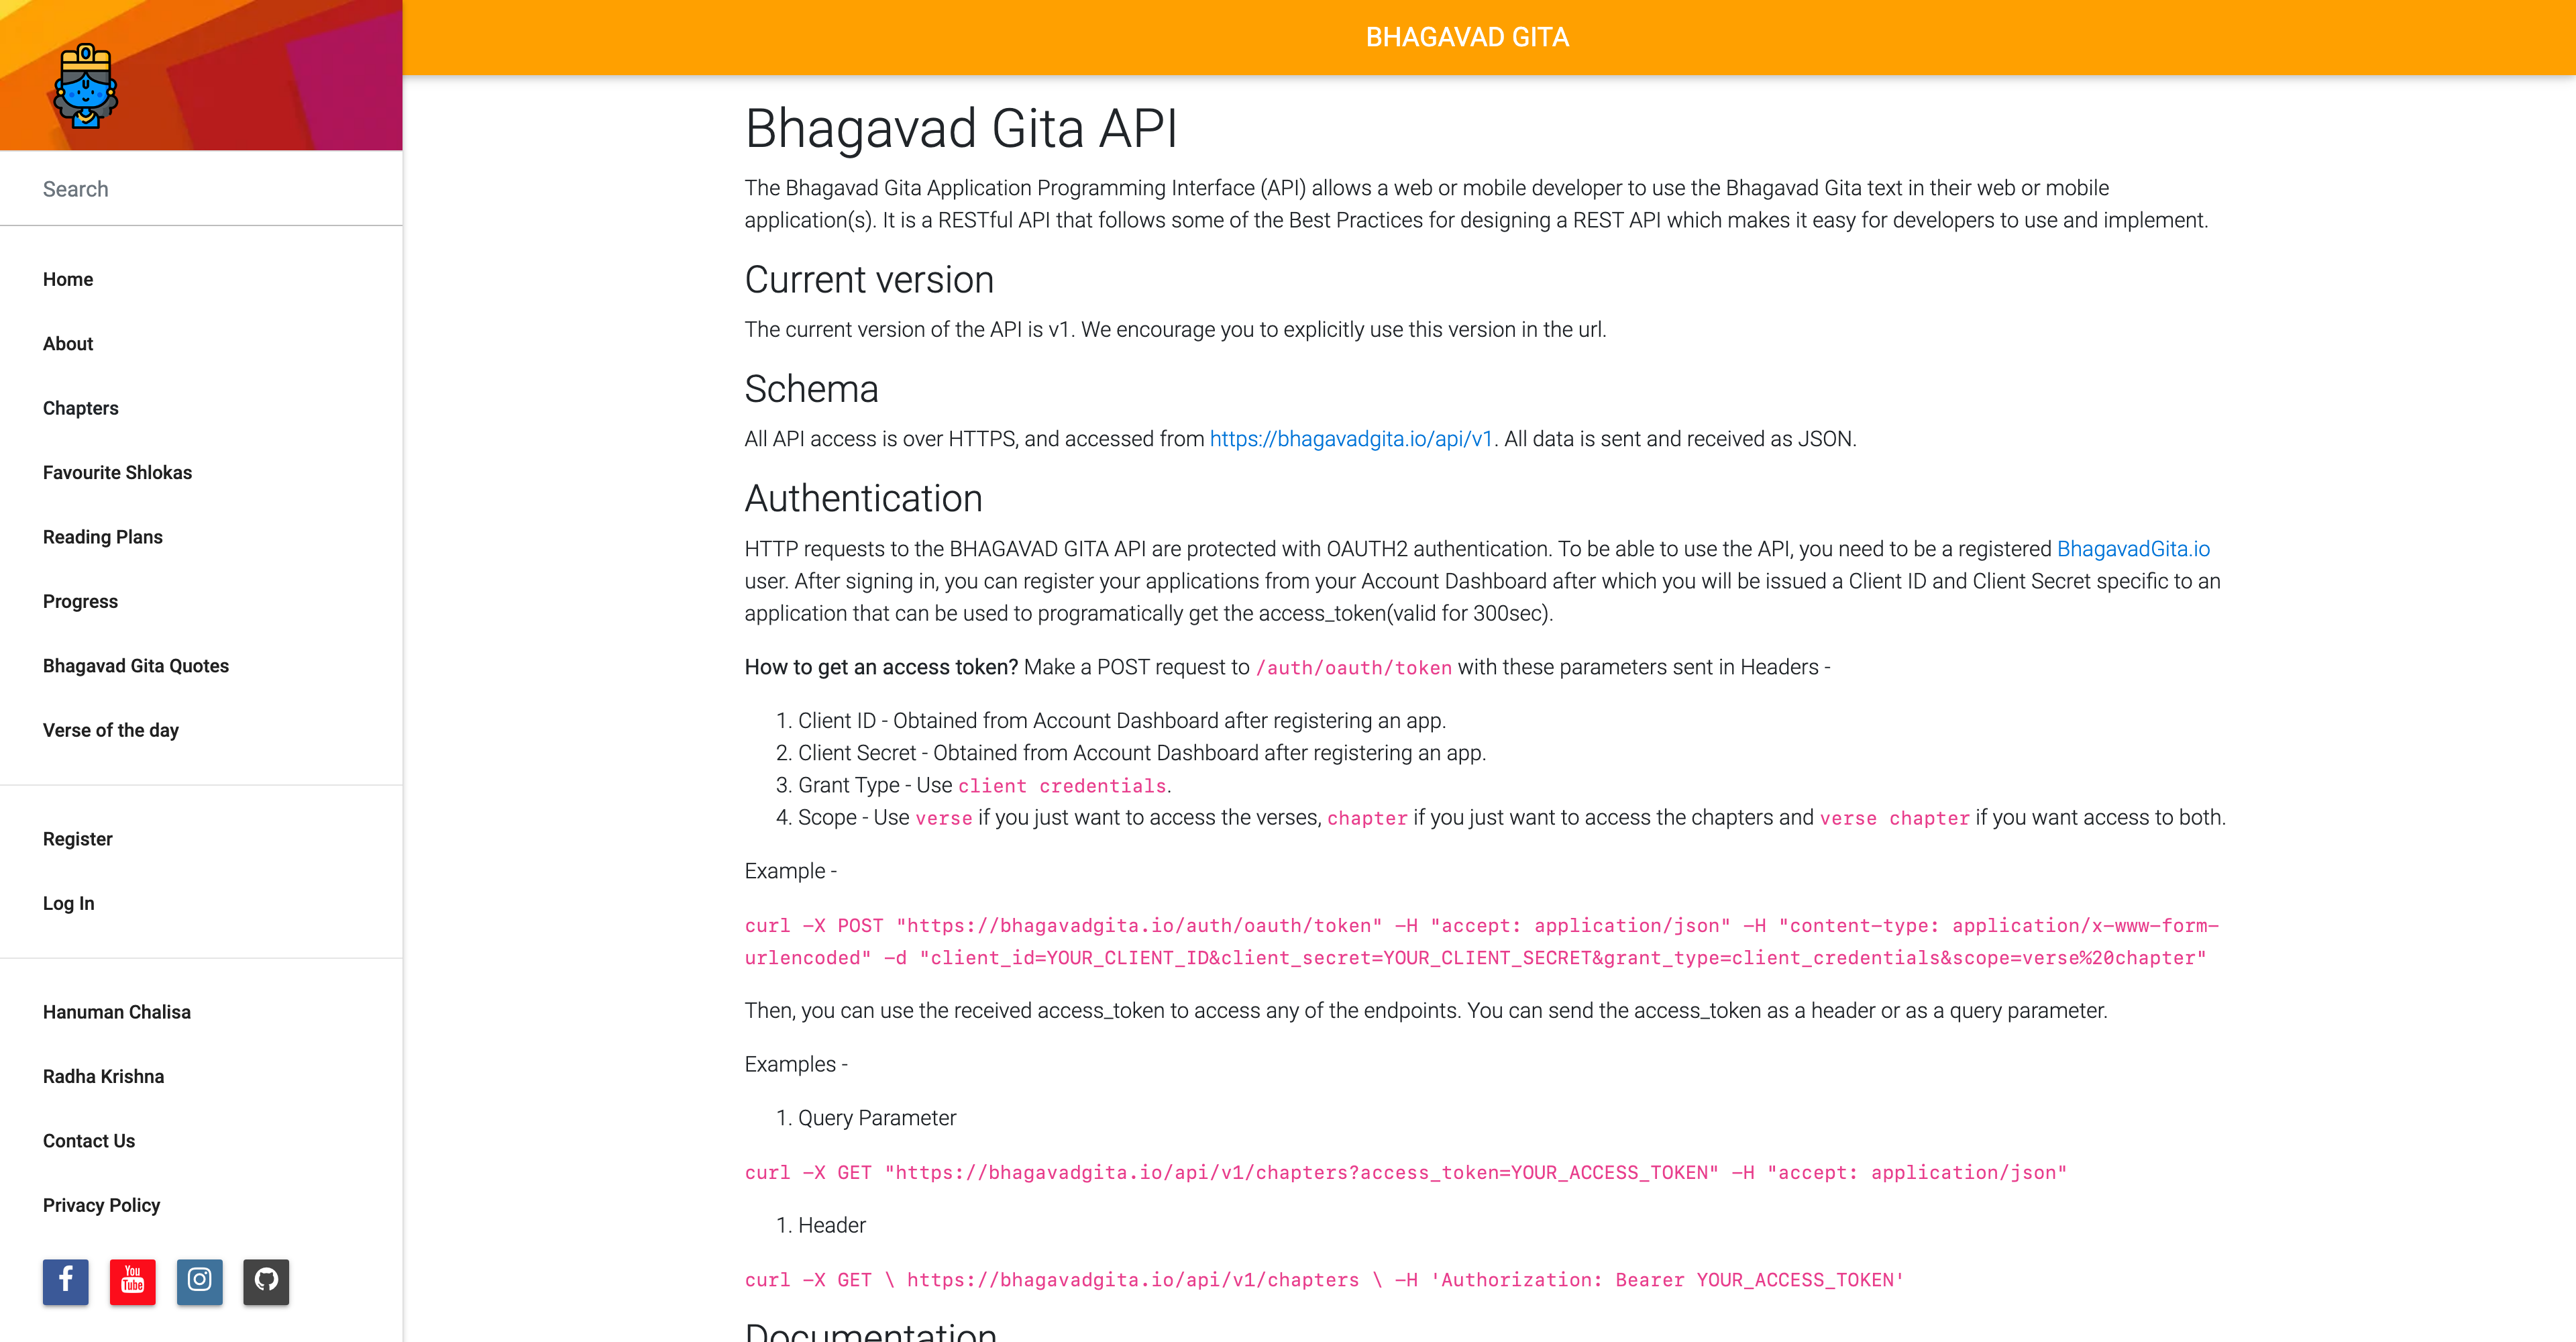 BHAGAVAD GITA
Search
Home
About
Chapters
Favourite Shlokas
Reading Plans
Progress
Bhagavad Gita Quotes
Verse of the day
Register
Log In
Hanuman Chalisa
Radha Krishna
Contact Us
Privacy Policy
You
Tube
Bhagavad Gita API
The Bhagavad Gita Application Programming Interface (API) allows a web or mobile developer to use the Bhagavad Gita text in their web or mobile
application(s). It is a RESTful API that follows some of the Best Practices for designing a REST API which makes it easy for developers to use and implement.
Current version
The current version of the API is v1. We encourage you to explicitly use this version in the url.
Schema
All API access is over HTTPS, and accessed from https://bhagavadgita.io/api/v1. All data is sent and received as JSON.
Authentication
HTTP requests to the BHAGAVAD GITA API are protected with OAUTH2 authentication. To be able to use the API, you need to be a registered BhagavadGita.io
user. After signing in, you can register your applications from your Account Dashboard after which you will be issued a Client ID and Client Secret specific to an
application that can be used to programatically get the access_token(valid for 300sec).
How to get an access token? Make a POST request to /auth/oauth/token with these parameters sent in Headers -
1. Client ID - Obtained from Account Dashboard after registering an app.
2. Client Secret - Obtained from Account Dashboard after registering an app.
3. Grant Type - Use client credentials.
4. Scope - Use verse if you just want to access the verses, chapter if you just want to access the chapters and verse chapter if you want access to both.
Example -
curl -X POST "https://bhagavadgita.io/auth/oauth/token" -H "accept: application/json" -H "content-type: application/x-www-form-
urlencoded" -d "client_id=YOUR_CLIENT_ID&client_secret=YOUR_CLIENT_SECRET&grant_type=client_credentials&scope=verse%20chapter"
Then, you can use the received access_token to access any of the endpoints. You can send the access_token as a header or as a query parameter.
Examples -
1. Query Parameter
curl -X GET "https://bhagavadgita.io/api/v1/chapters?access_token=YOUR_ACCESS_TOKEN" -H "accept: application/json"
1. Header
curl -X GET \ https://bhagavadgita.io/api/v1/chapters \ -H 'Authorization: Bearer YOUR_ACCESS_TOKEN'
Documentation